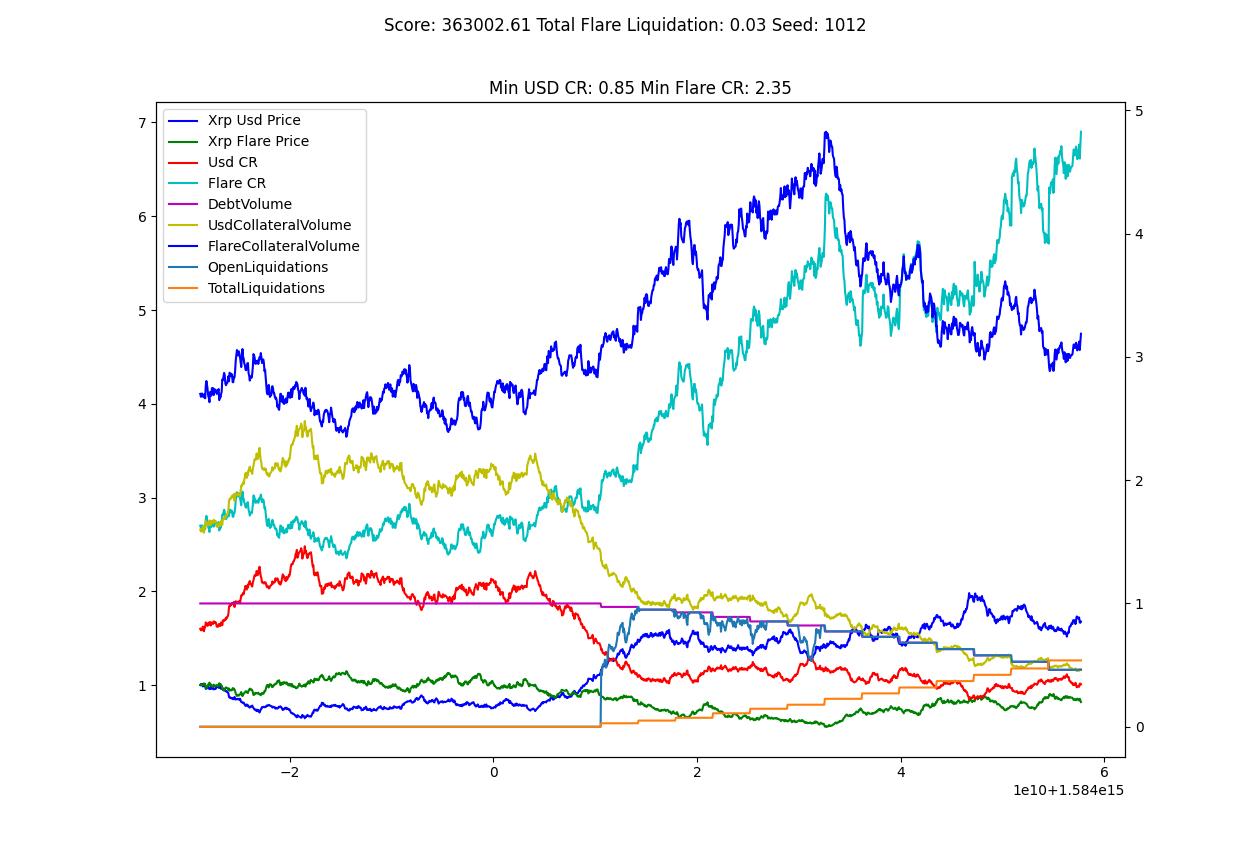 Score: 363002.61 Total Flare Liquidation: 0.03 Seed: 1012
Min USD CR: 0.85 Min Flare CR: 2.35
Xrp Usd Price
Xrp Flare Price
Usd CR
Flare CR
DebtVolume
UsdCollateralVolume
FlareCollateralVolume
OpenLiquidations
TotalLiquidations
7
6
5
4
3
2
1
5
4
3
2
1
0
−2
0
2
4
6
1e10+1.584e15